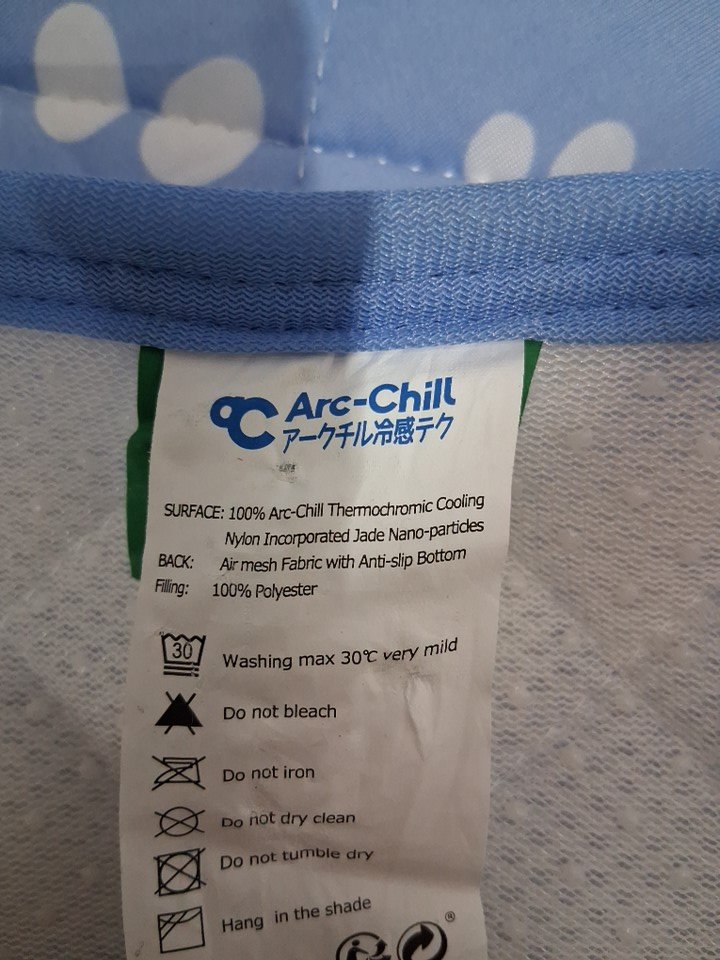 ℃ Arc-Chill
アークチル冷感テク
SURFACE: 100% Arc-Chill Thermochromic Cooling
Nylon Incorporated Jade Nano-particles
BACK: Air mesh Fabric with Anti-slip Bottom
Filling: 100% Polyester
30 Washing max 30℃ very mild
Do not bleach
Do not iron
Do not dry clean
Do not tumble dry
Hang in the shade
®